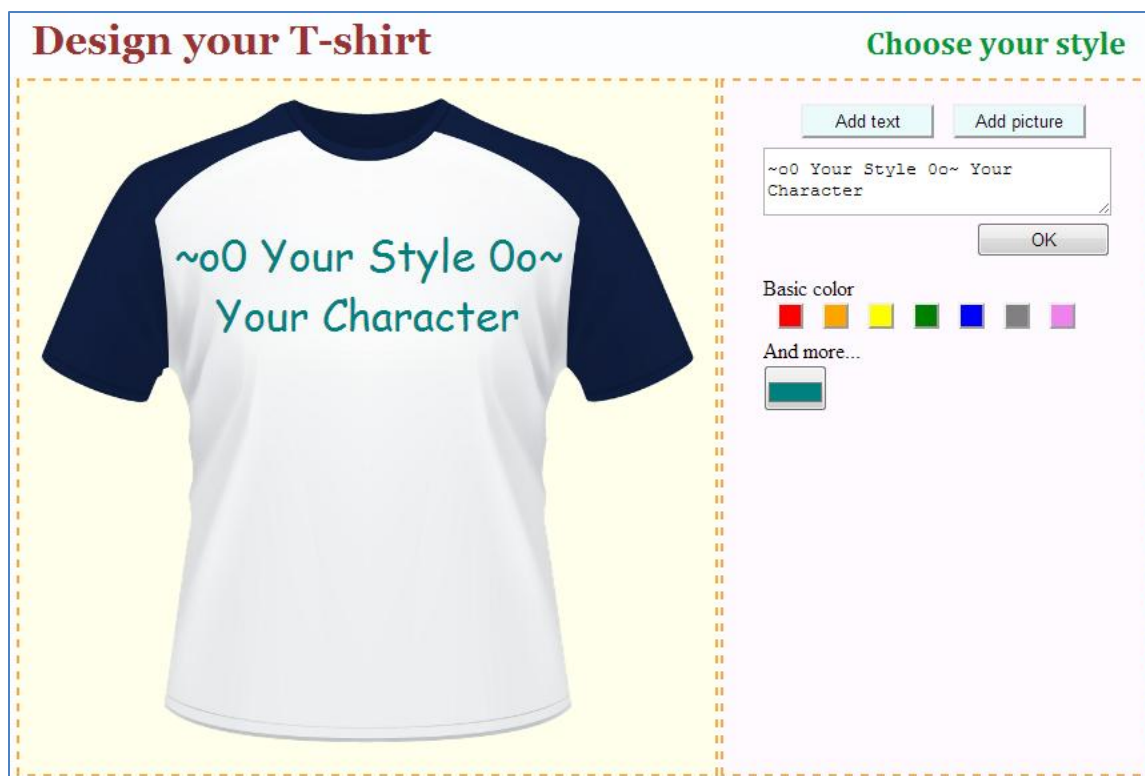 Design your T-shirt
Choose your style
~o0 Your Style 0o~
Your Character
Add text
Add picture
~o0 Your Style 0o~ Your
Character
OK
Basic color
And more...